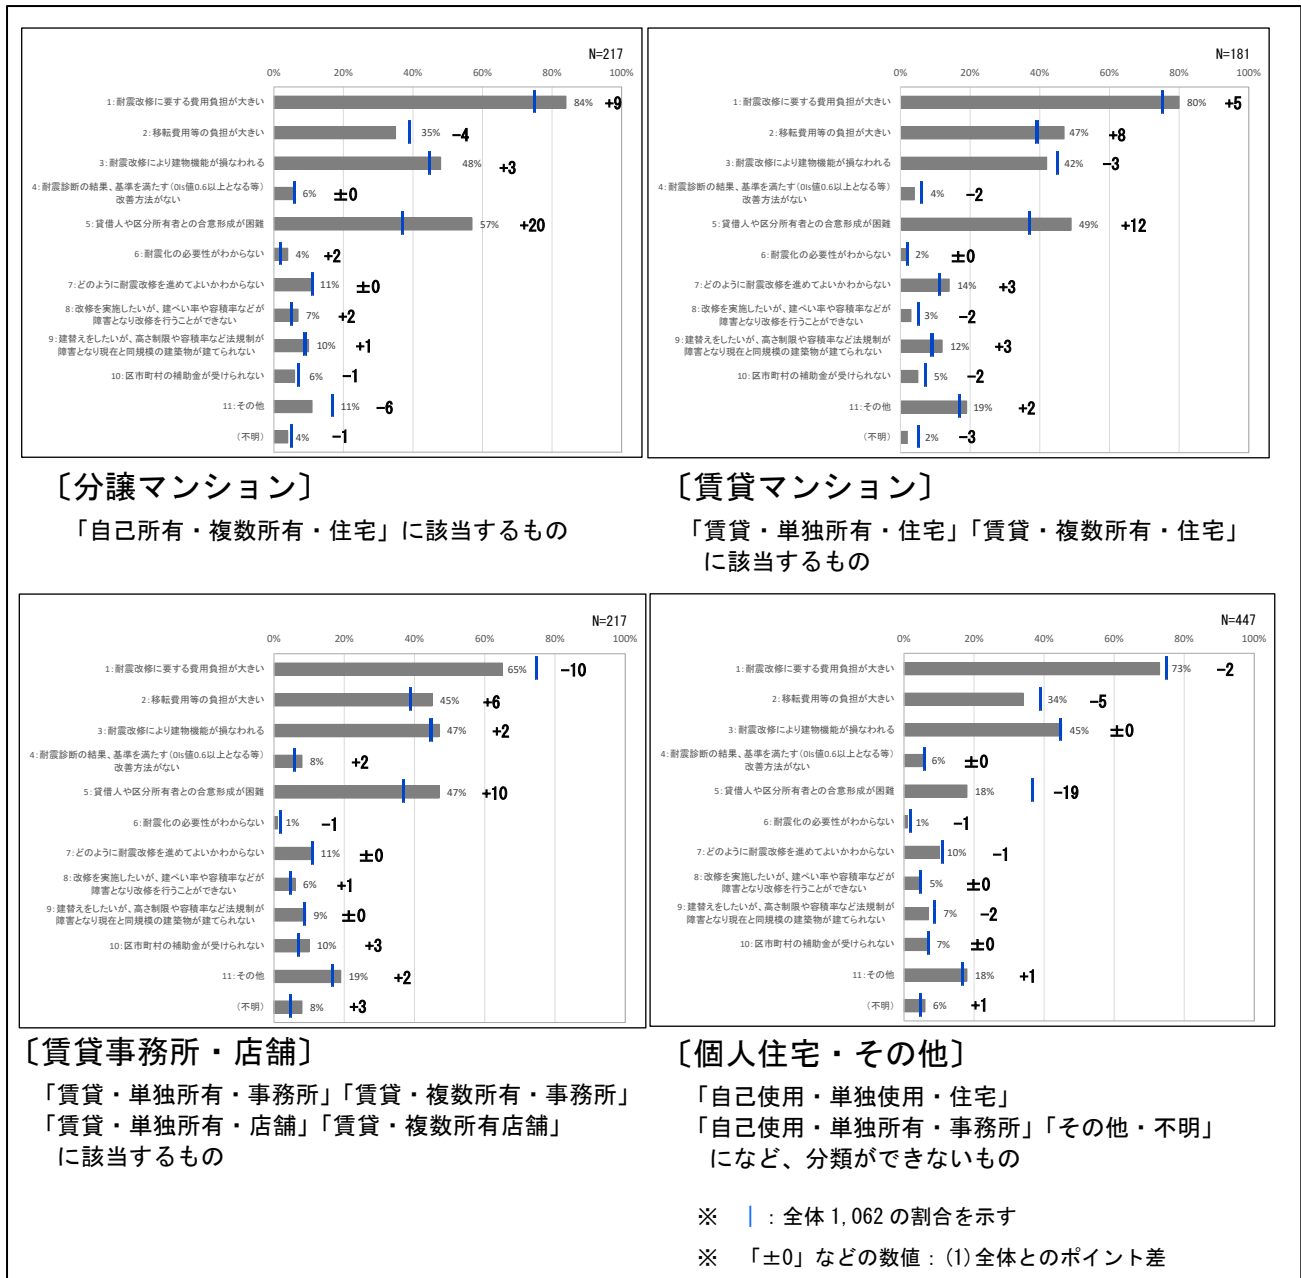 N=217
0% 20% 40% 60% 80% 100%
1:耐震改修に要する費用負担が大きい 84% +9
2:移転費用等の負担が大きい 35% −4
3:耐震改修により建物機能が損なわれる 48% +3
4:耐震診断の結果、基準を満たす(0Is値0.6以上となる等)
改善方法がない 6% ±0
5:貸借人や区分所有者との合意形成が困難 57% +20
6:耐震化の必要性がわからない 4% +2
7:どのように耐震改修を進めてよいかわからない 11% ±0
8:改修を実施したいが、建ぺい率や容積率などが
障害となり改修を行うことができない 7% +2
9:建替えをしたいが、高さ制限や容積率など法規制が
障害となり現在と同規模の建築物が建てられない 10% +1
10:区市町村の補助金が受けられない 6% −1
11:その他 11% −6
(不明) 4% −1
〔分譲マンション〕
「自己所有・複数所有・住宅」に該当するもの
N=181
0% 20% 40% 60% 80% 100%
1:耐震改修に要する費用負担が大きい 80% +5
2:移転費用等の負担が大きい 47% +8
3:耐震改修により建物機能が損なわれる 42% −3
4:耐震診断の結果、基準を満たす(0Is値0.6以上となる等)
改善方法がない 4% −2
5:貸借人や区分所有者との合意形成が困難 49% +12
6:耐震化の必要性がわからない 2% ±0
7:どのように耐震改修を進めてよいかわからない 14% +3
8:改修を実施したいが、建ぺい率や容積率などが
障害となり改修を行うことができない 3% −2
9:建替えをしたいが、高さ制限や容積率など法規制が
障害となり現在と同規模の建築物が建てられない 12% +3
10:区市町村の補助金が受けられない 5% −2
11:その他 19% +2
(不明) 2% −3
〔賃貸マンション〕
「賃貸・単独所有・住宅」「賃貸・複数所有・住宅」
に該当するもの
N=217
0% 20% 40% 60% 80% 100%
1:耐震改修に要する費用負担が大きい 65% −10
2:移転費用等の負担が大きい 45% +6
3:耐震改修により建物機能が損なわれる 47% +2
4:耐震診断の結果、基準を満たす(0Is値0.6以上となる等)
改善方法がない 8% +2
5:貸借人や区分所有者との合意形成が困難 47% +10
6:耐震化の必要性がわからない 1% −1
7:どのように耐震改修を進めてよいかわからない 11% ±0
8:改修を実施したいが、建ぺい率や容積率などが
障害となり改修を行うことができない 6% +1
9:建替えをしたいが、高さ制限や容積率など法規制が
障害となり現在と同規模の建築物が建てられない 9% ±0
10:区市町村の補助金が受けられない 10% +3
11:その他 19% +2
(不明) 8% +3
〔賃貸事務所・店舗〕
「賃貸・単独所有・事務所」「賃貸・複数所有・事務所」
「賃貸・単独所有・店舗」「賃貸・複数所有店舗」
に該当するもの
N=447
0% 20% 40% 60% 80% 100%
1:耐震改修に要する費用負担が大きい 73% −2
2:移転費用等の負担が大きい 34% −5
3:耐震改修により建物機能が損なわれる 45% ±0
4:耐震診断の結果、基準を満たす(0Is値0.6以上となる等)
改善方法がない 6% ±0
5:貸借人や区分所有者との合意形成が困難 18% −19
6:耐震化の必要性がわからない 1% −1
7:どのように耐震改修を進めてよいかわからない 10% −1
8:改修を実施したいが、建ぺい率や容積率などが
障害となり改修を行うことができない 5% ±0
9:建替えをしたいが、高さ制限や容積率など法規制が
障害となり現在と同規模の建築物が建てられない 7% −2
10:区市町村の補助金が受けられない 7% ±0
11:その他 18% +1
(不明) 6% +1
〔個人住宅・その他〕
「自己使用・単独使用・住宅」
「自己使用・単独所有・事務所」「その他・不明」
になど、分類ができないもの
※ |:全体1,062の割合を示す
※ 「±0」などの数値:(1)全体とのポイント差